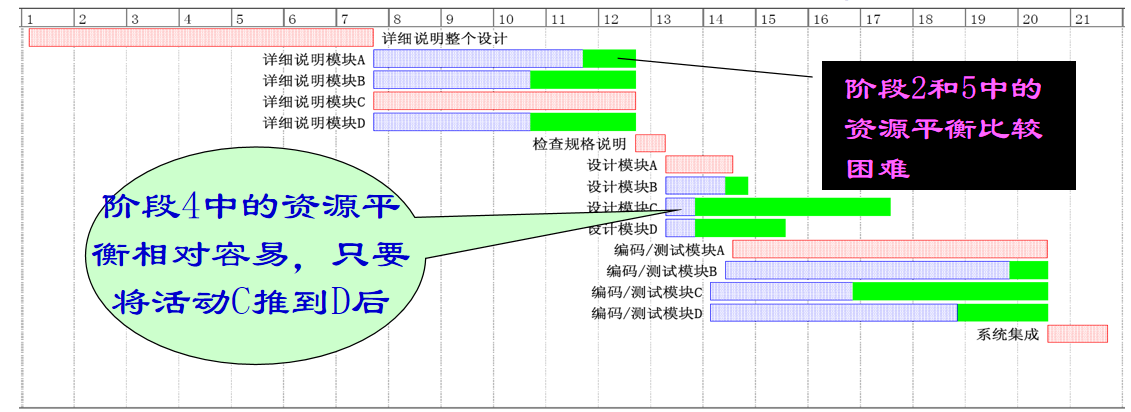 1 2 3 4 5 6 7 8 9 10 11 12 13 14 15 16 17 18 19 20 21
详细说明整个设计
详细说明模块A
详细说明模块B
详细说明模块C
详细说明模块D
检查规格说明
设计模块A
设计模块B
设计模块C
设计模块D
编码/测试模块A
编码/测试模块B
编码/测试模块C
编码/测试模块D
系统集成
阶段2和5中的
资源平衡比较
困难
阶段4中的资源平
衡相对容易，只要
将活动C推到D后